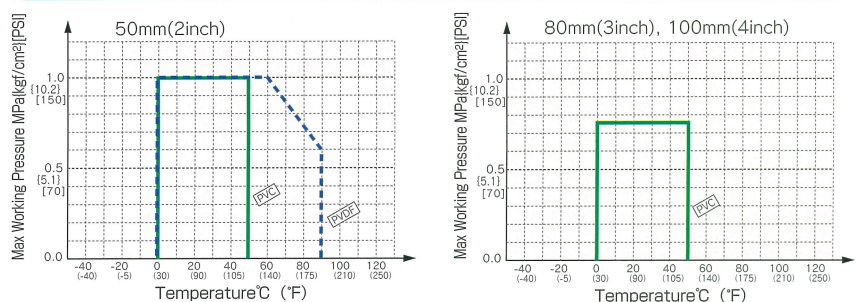 50mm(2inch)
Max Working Pressure MPa{kgf/cm²}[PSI]
1.0
{10.2}
[150]
0.5
{5.1}
[70]
0.0
PVC
PVDF
-40 -20 0 20 40 60 80 100 120
(-40) (-5) (30) (90) (105) (140) (175) (210) (250)
Temperature℃ (°F)
80mm(3inch), 100mm(4inch)
Max Working Pressure MPa{kgf/cm²}[PSI]
1.0
{10.2}
[150]
0.5
{5.1}
[70]
0.0
PVC
-40 -20 0 20 40 60 80 100 120
(-40) (-5) (30) (90) (105) (140) (175) (210) (250)
Temperature℃ (°F)